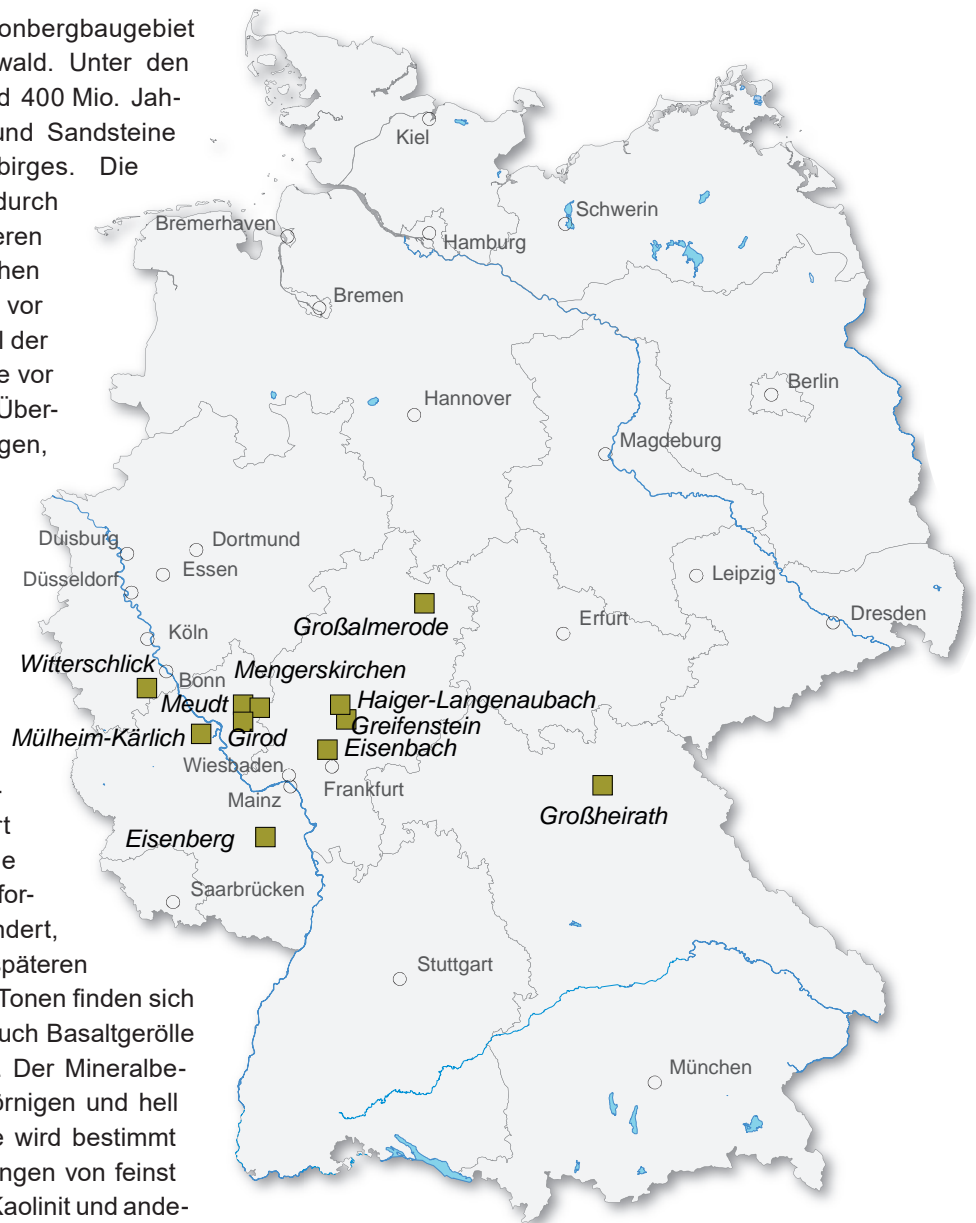 onbergbaugebiet
wald. Unter den
d 400 Mio. Jah-
und Sandsteine
birges. Die
durch
eren
hen
vor
l der
e vor
Über-
gen,
rt
e
for-
ndert,
späteren
Tonen finden sich
uch Basaltgerölle
. Der Mineralbe-
örnigen und hell
e wird bestimmt
ngen von feinst
Kaolinit und ande-
Kiel
Schwerin
Bremerhaven
Hamburg
Bremen
Berlin
Hannover
Magdeburg
Duisburg
Dortmund
Essen
Düsseldorf
Leipzig
Großalmerode
Erfurt
Dresden
Köln
Witterschlick
Bonn
Mengerskirchen
Meudt
Haiger-Langenaubach
Greifenstein
Mülheim-Kärlich
Girod
Eisenbach
Wiesbaden
Frankfurt
Mainz
Großheirath
Eisenberg
Saarbrücken
Stuttgart
München